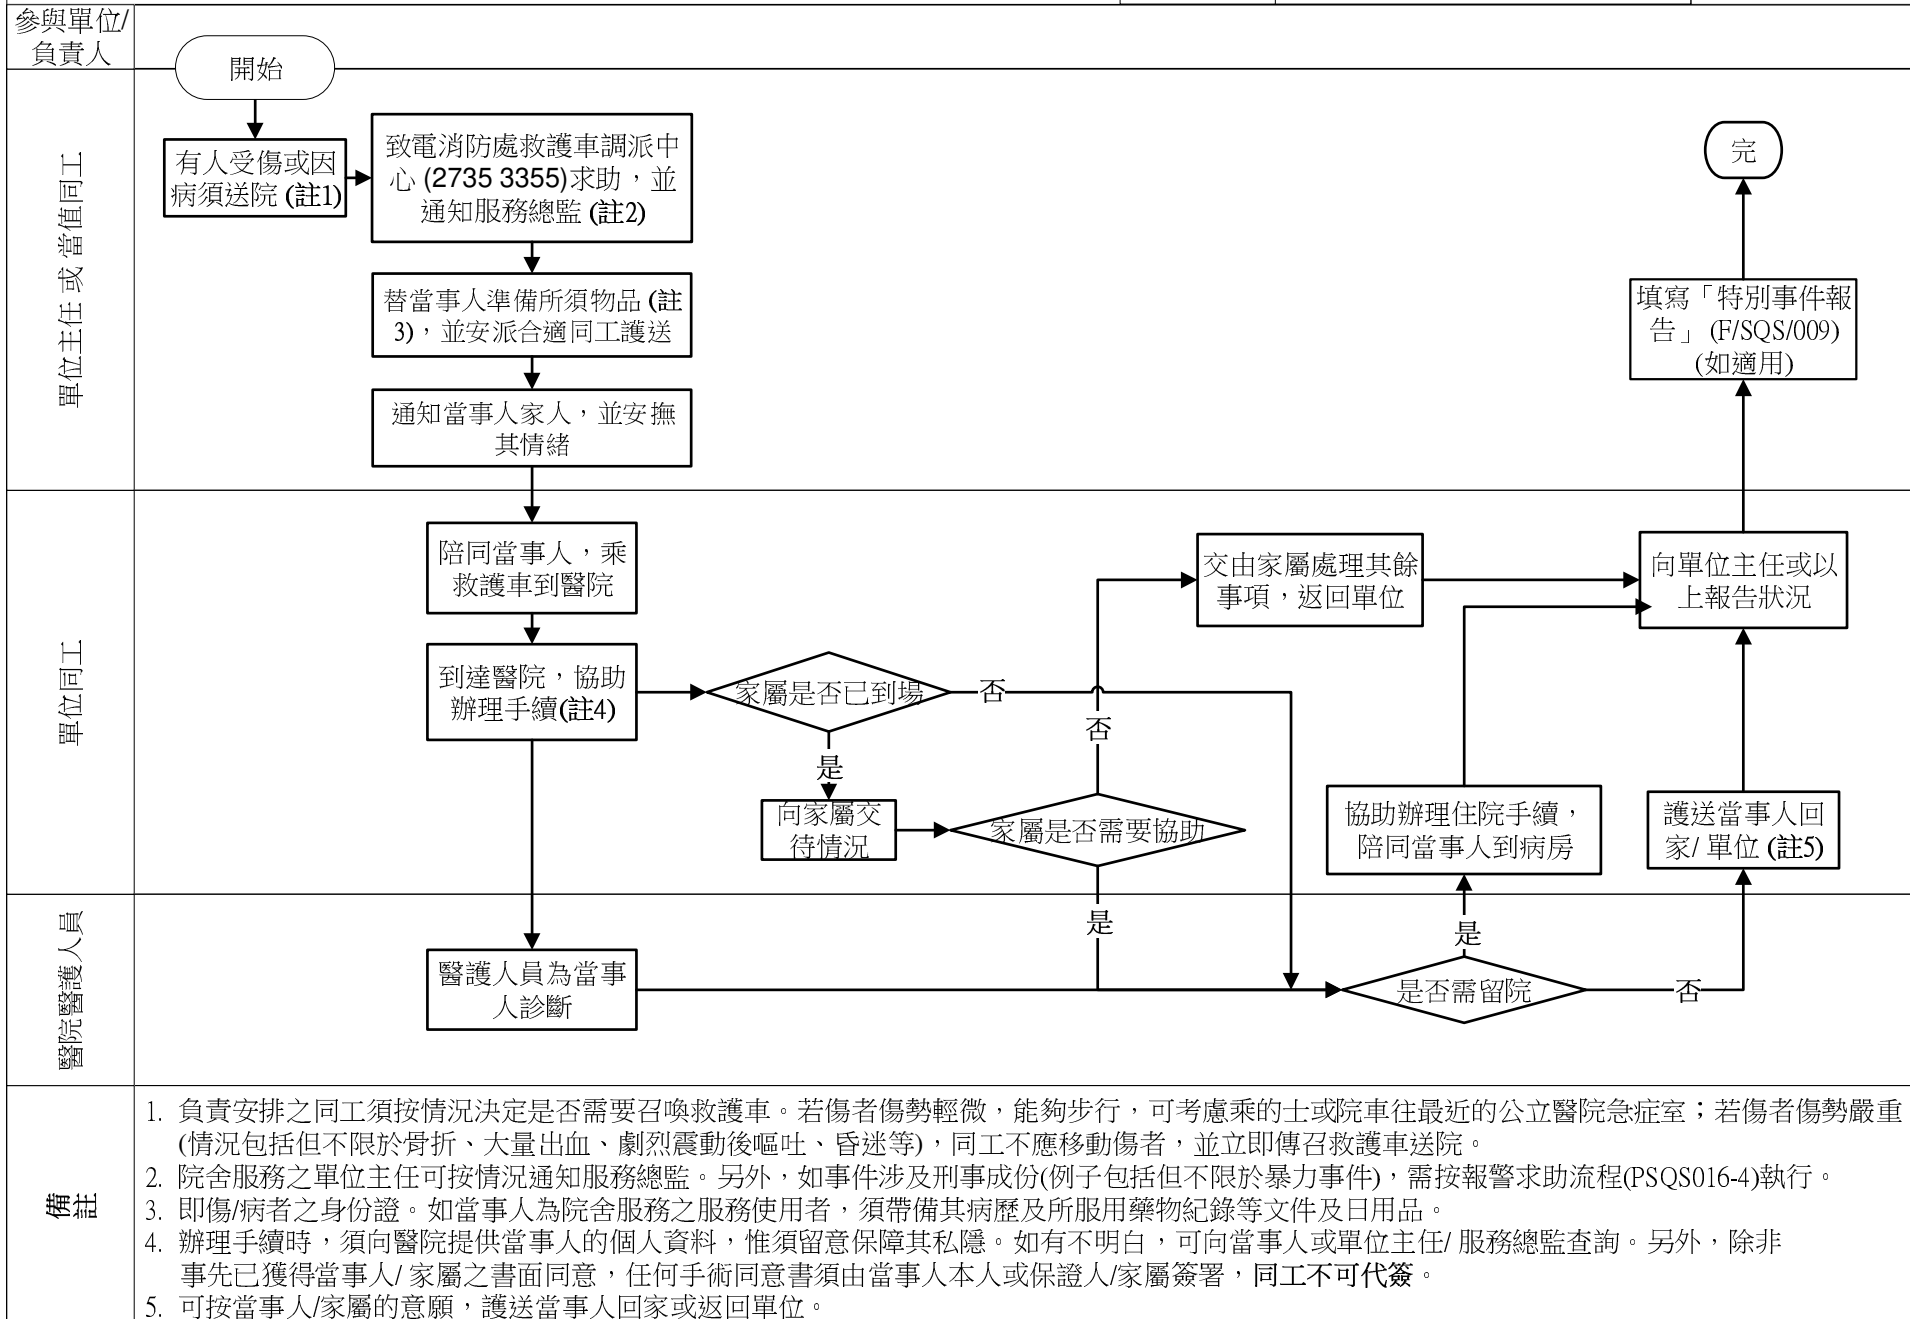 參與單位/
負責人
開始
單位主任 或 當值同工
有人受傷或因
病須送院 (註1)
致電消防處救護車調派中
心 (2735 3355)求助，並
通知服務總監 (註2)
替當事人準備所須物品 (註
3)，並安派合適同工護送
通知當事人家人，並安撫
其情緒
完
填寫「特別事件報
告」 (F/SQS/009)
(如適用)
單位同工
陪同當事人，乘
救護車到醫院
到達醫院，協助
辦理手續(註4)
家屬是否已到場
否
是
向家屬交
待情況
家屬是否需要協助
否
是
交由家屬處理其餘
事項，返回單位
向單位主任或以
上報告狀況
協助辦理住院手續，
陪同當事人到病房
護送當事人回
家/ 單位 (註5)
醫院醫護人員
醫護人員為當事
人診斷
是否需留院
是
否
備註
1. 負責安排之同工須按情況決定是否需要召喚救護車。若傷者傷勢輕微，能夠步行，可考慮乘的士或院車往最近的公立醫院急症室；若傷者傷勢嚴重
(情況包括但不限於骨折、大量出血、劇烈震動後嘔吐、昏迷等)，同工不應移動傷者，並立即傳召救護車送院。
2. 院舍服務之單位主任可按情況通知服務總監。另外，如事件涉及刑事成份(例子包括但不限於暴力事件)，需按報警求助流程(PSQS016-4)執行。
3. 即傷/病者之身份證。如當事人為院舍服務之服務使用者，須帶備其病歷及所服用藥物紀錄等文件及日用品。
4. 辦理手續時，須向醫院提供當事人的個人資料，惟須留意保障其私隱。如有不明白，可向當事人或單位主任/ 服務總監查詢。另外，除非
事先已獲得當事人/ 家屬之書面同意，任何手術同意書須由當事人本人或保證人/家屬簽署，同工不可代簽。
5. 可按當事人/家屬的意願，護送當事人回家或返回單位。